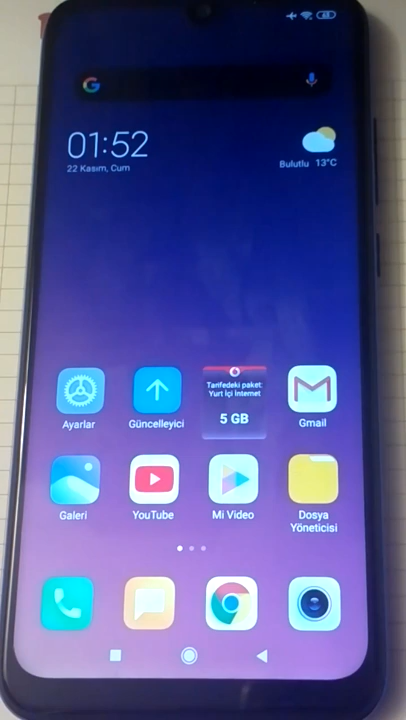 01:52
22 Kasım, Cum
Bulutlu 13°C
Tarifedeki paket:
Yurt İçi İnternet
5 GB
Ayarlar
Güncelleyici
Gmail
Galeri
YouTube
Mi Video
Dosya
Yöneticisi